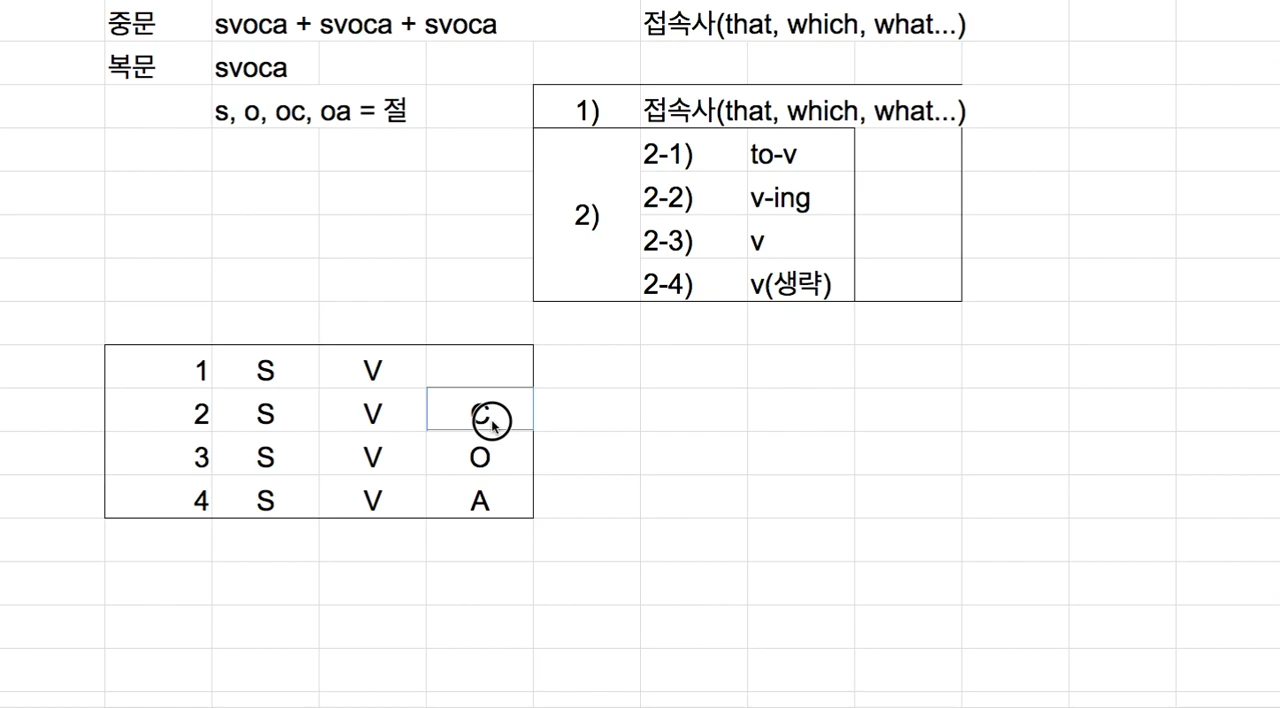 중문 svoca + svoca + svoca 접속사(that, which, what...)
복문 svoca
s, o, oc, oa = 절 1) 접속사(that, which, what...)
2-1) to-v
2-2) v-ing
2)
2-3) v
2-4) v(생략)
1 S V
2 S V C
3 S V O
4 S V A